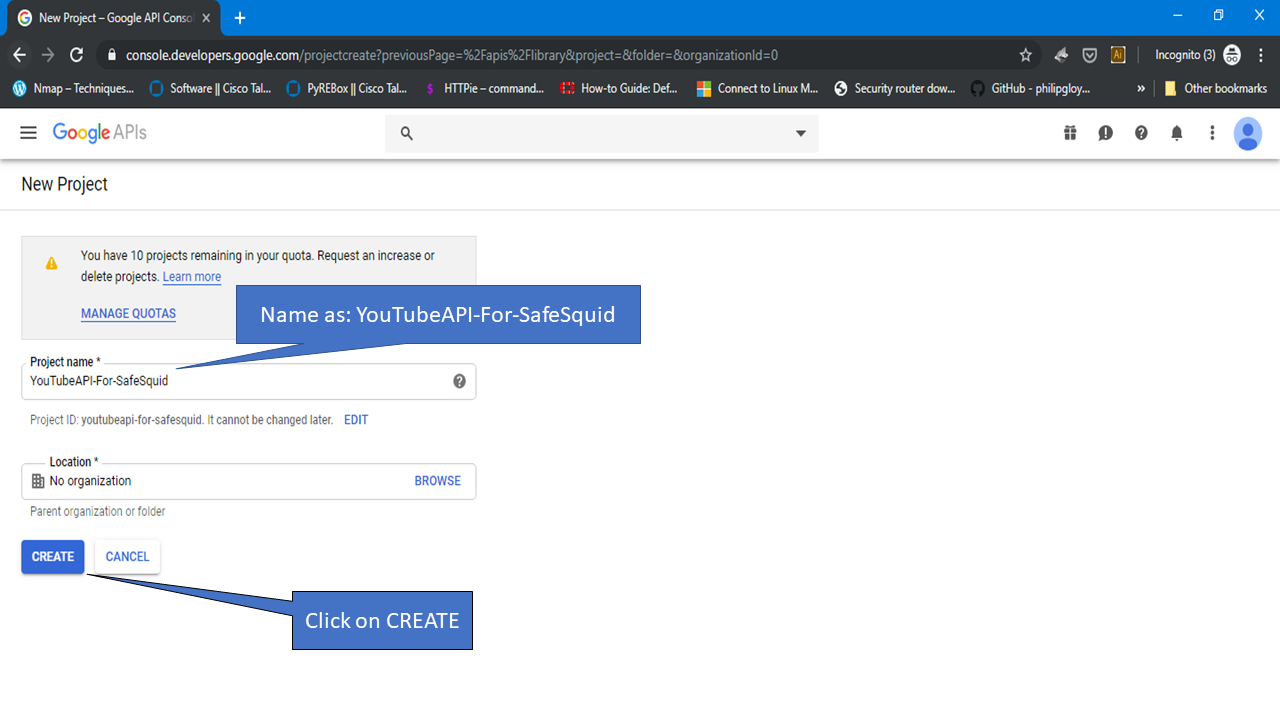 New Project – Google API Conso
console.developers.google.com/projectcreate?previousPage=%2Fapis%2Flibrary&project=&folder=&organizationId=0
Ai
Incognito (3)
Nmap – Techniques...
Software || Cisco Tal...
PyREBox || Cisco Tal...
$ HTTPie – command...
How-to Guide: Def...
Connect to Linux M...
Security router dow...
GitHub - philipgloy...
»
Other bookmarks
Google APIs
New Project
You have 10 projects remaining in your quota. Request an increase or
delete projects. Learn more
MANAGE QUOTAS
Name as: YouTubeAPI-For-SafeSquid
Project name *
YouTubeAPI-For-SafeSquid
Project ID: youtubeapi-for-safesquid. It cannot be changed later. EDIT
Location *
No organization
BROWSE
Parent organization or folder
CREATE
CANCEL
Click on CREATE